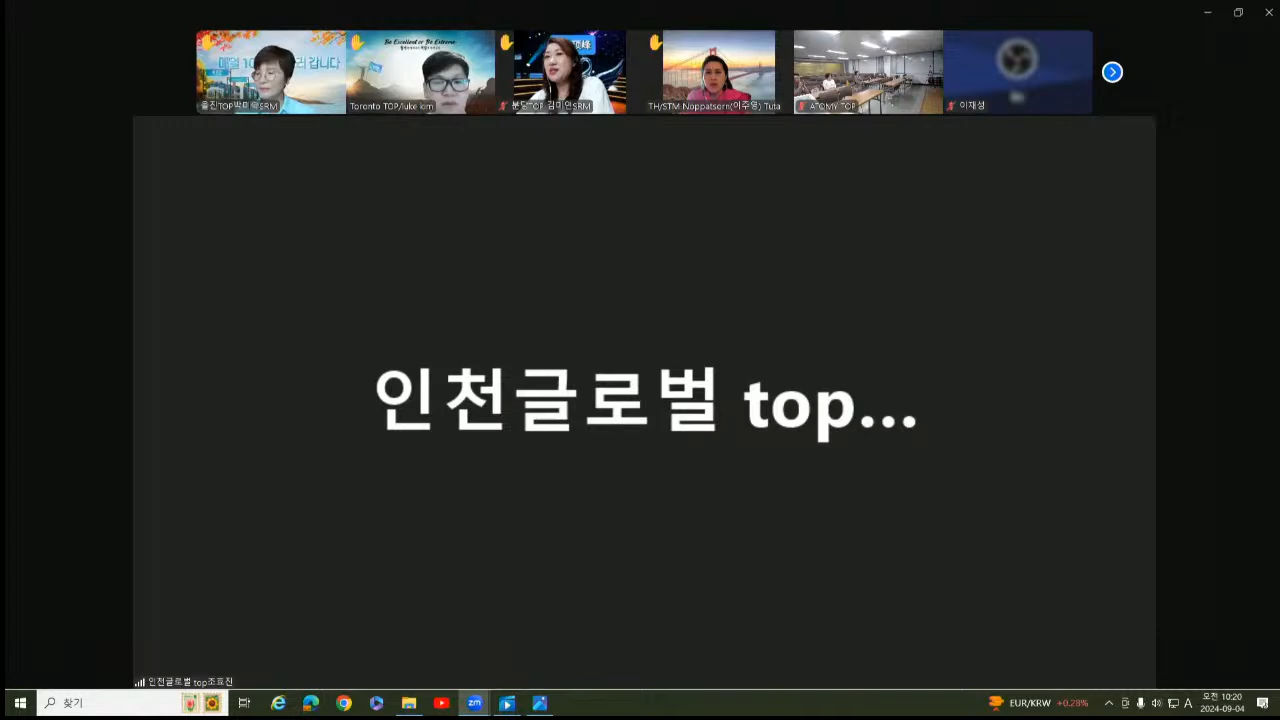 Be Excellent or Be Extreme
Toronto TOP/luke kim
TH/STM Noppatsorn(이주영) Tuta
ATOMY TOP
이재성
인천글로벌 top...
인천글로벌 top조표진
찾기
EUR/KRW +0.28%
A
오전 10:20
2024-09-04